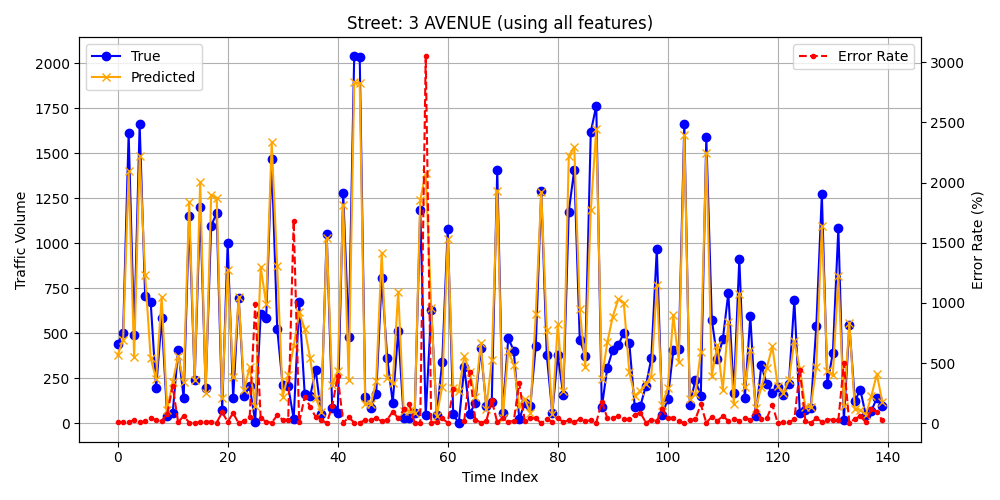 Street: 3 AVENUE (using all features)
True
Predicted
Error Rate
Traffic Volume
2000
1750
1500
1250
1000
750
500
250
0
3000
2500
2000
1500
1000
500
0
Error Rate (%)
0 20 40 60 80 100 120 140
Time Index